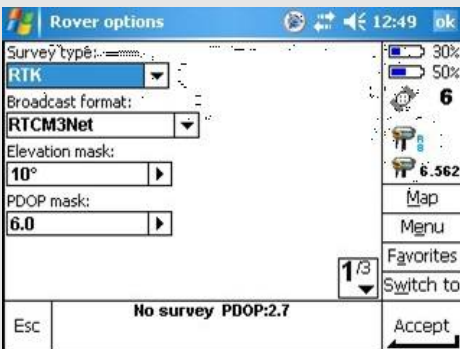 Rover options
12:49 ok
Survey type:
RTK
Broadcast format:
RTCM3Net
Elevation mask:
10°
PDOP mask:
6.0
30%
50%
6
6.562
Map
Menu
Favorites
Switch to
1/3
Esc
No survey PDOP:2.7
Accept